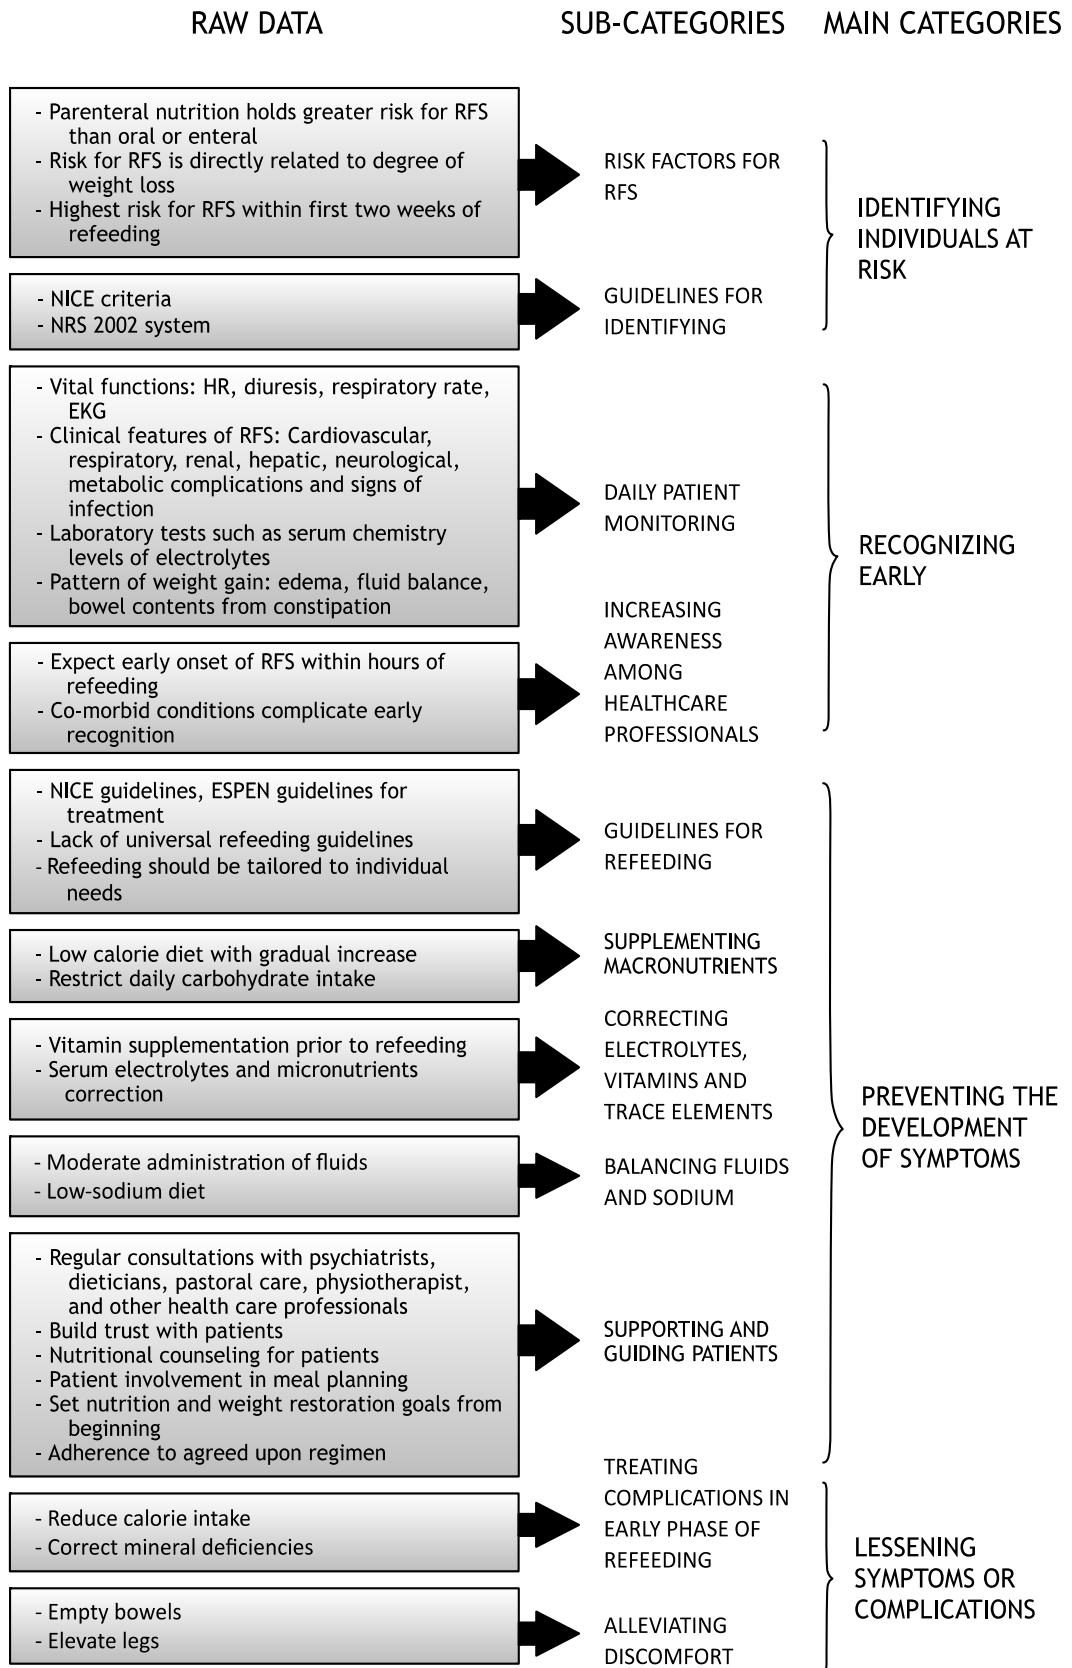 RAW DATA
SUB-CATEGORIES
MAIN CATEGORIES
- Parenteral nutrition holds greater risk for RFS
than oral or enteral
- Risk for RFS is directly related to degree of
weight loss
- Highest risk for RFS within first two weeks of
refeeding
RISK FACTORS FOR
RFS
- NICE criteria
- NRS 2002 system
GUIDELINES FOR
IDENTIFYING
IDENTIFYING
INDIVIDUALS AT
RISK
- Vital functions: HR, diuresis, respiratory rate,
EKG
- Clinical features of RFS: Cardiovascular,
respiratory, renal, hepatic, neurological,
metabolic complications and signs of
infection
- Laboratory tests such as serum chemistry
levels of electrolytes
- Pattern of weight gain: edema, fluid balance,
bowel contents from constipation
DAILY PATIENT
MONITORING
- Expect early onset of RFS within hours of
refeeding
- Co-morbid conditions complicate early
recognition
INCREASING
AWARENESS
AMONG
HEALTHCARE
PROFESSIONALS
RECOGNIZING
EARLY
- NICE guidelines, ESPEN guidelines for
treatment
- Lack of universal refeeding guidelines
- Refeeding should be tailored to individual
needs
GUIDELINES FOR
REFEEDING
- Low calorie diet with gradual increase
- Restrict daily carbohydrate intake
SUPPLEMENTING
MACRONUTRIENTS
- Vitamin supplementation prior to refeeding
- Serum electrolytes and micronutrients
correction
CORRECTING
ELECTROLYTES,
VITAMINS AND
TRACE ELEMENTS
- Moderate administration of fluids
- Low-sodium diet
BALANCING FLUIDS
AND SODIUM
- Regular consultations with psychiatrists,
dieticians, pastoral care, physiotherapist,
and other health care professionals
- Build trust with patients
- Nutritional counseling for patients
- Patient involvement in meal planning
- Set nutrition and weight restoration goals from
beginning
- Adherence to agreed upon regimen
SUPPORTING AND
GUIDING PATIENTS
PREVENTING THE
DEVELOPMENT
OF SYMPTOMS
- Reduce calorie intake
- Correct mineral deficiencies
TREATING
COMPLICATIONS IN
EARLY PHASE OF
REFEEDING
- Empty bowels
- Elevate legs
ALLEVIATING
DISCOMFORT
LESSENING
SYMPTOMS OR
COMPLICATIONS